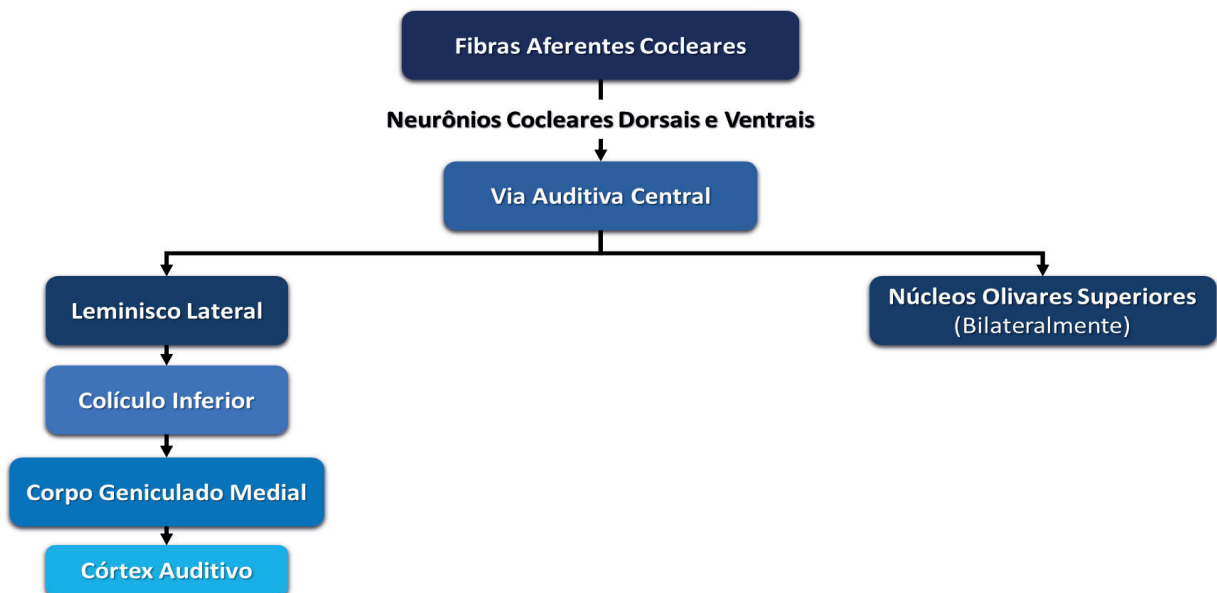 Fibras Aferentes Cocleares
Neurônios Cocleares Dorsais e Ventrais
Via Auditiva Central
Leminisco Lateral
Núcleos Olivares Superiores
(Bilateralmente)
Colículo Inferior
Corpo Geniculado Medial
Córtex Auditivo